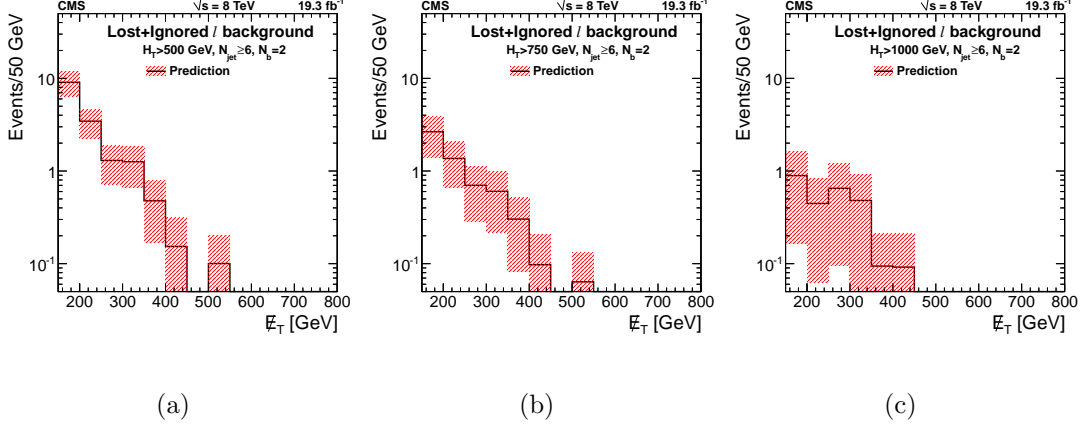 CMS √s = 8 TeV 19.3 fb⁻¹
Lost+Ignored l background
H_T>500 GeV, N_jet≥6, N_b=2
Prediction
Events/50 GeV
10
1
10⁻¹
200 300 400 500 600 700 800
E̸_T [GeV]
(a)
CMS √s = 8 TeV 19.3 fb⁻¹
Lost+Ignored l background
H_T>750 GeV, N_jet≥6, N_b=2
Prediction
Events/50 GeV
10
1
10⁻¹
200 300 400 500 600 700 800
E̸_T [GeV]
(b)
CMS √s = 8 TeV 19.3 fb⁻¹
Lost+Ignored l background
H_T>1000 GeV, N_jet≥6, N_b=2
Prediction
Events/50 GeV
10
1
10⁻¹
200 300 400 500 600 700 800
E̸_T [GeV]
(c)